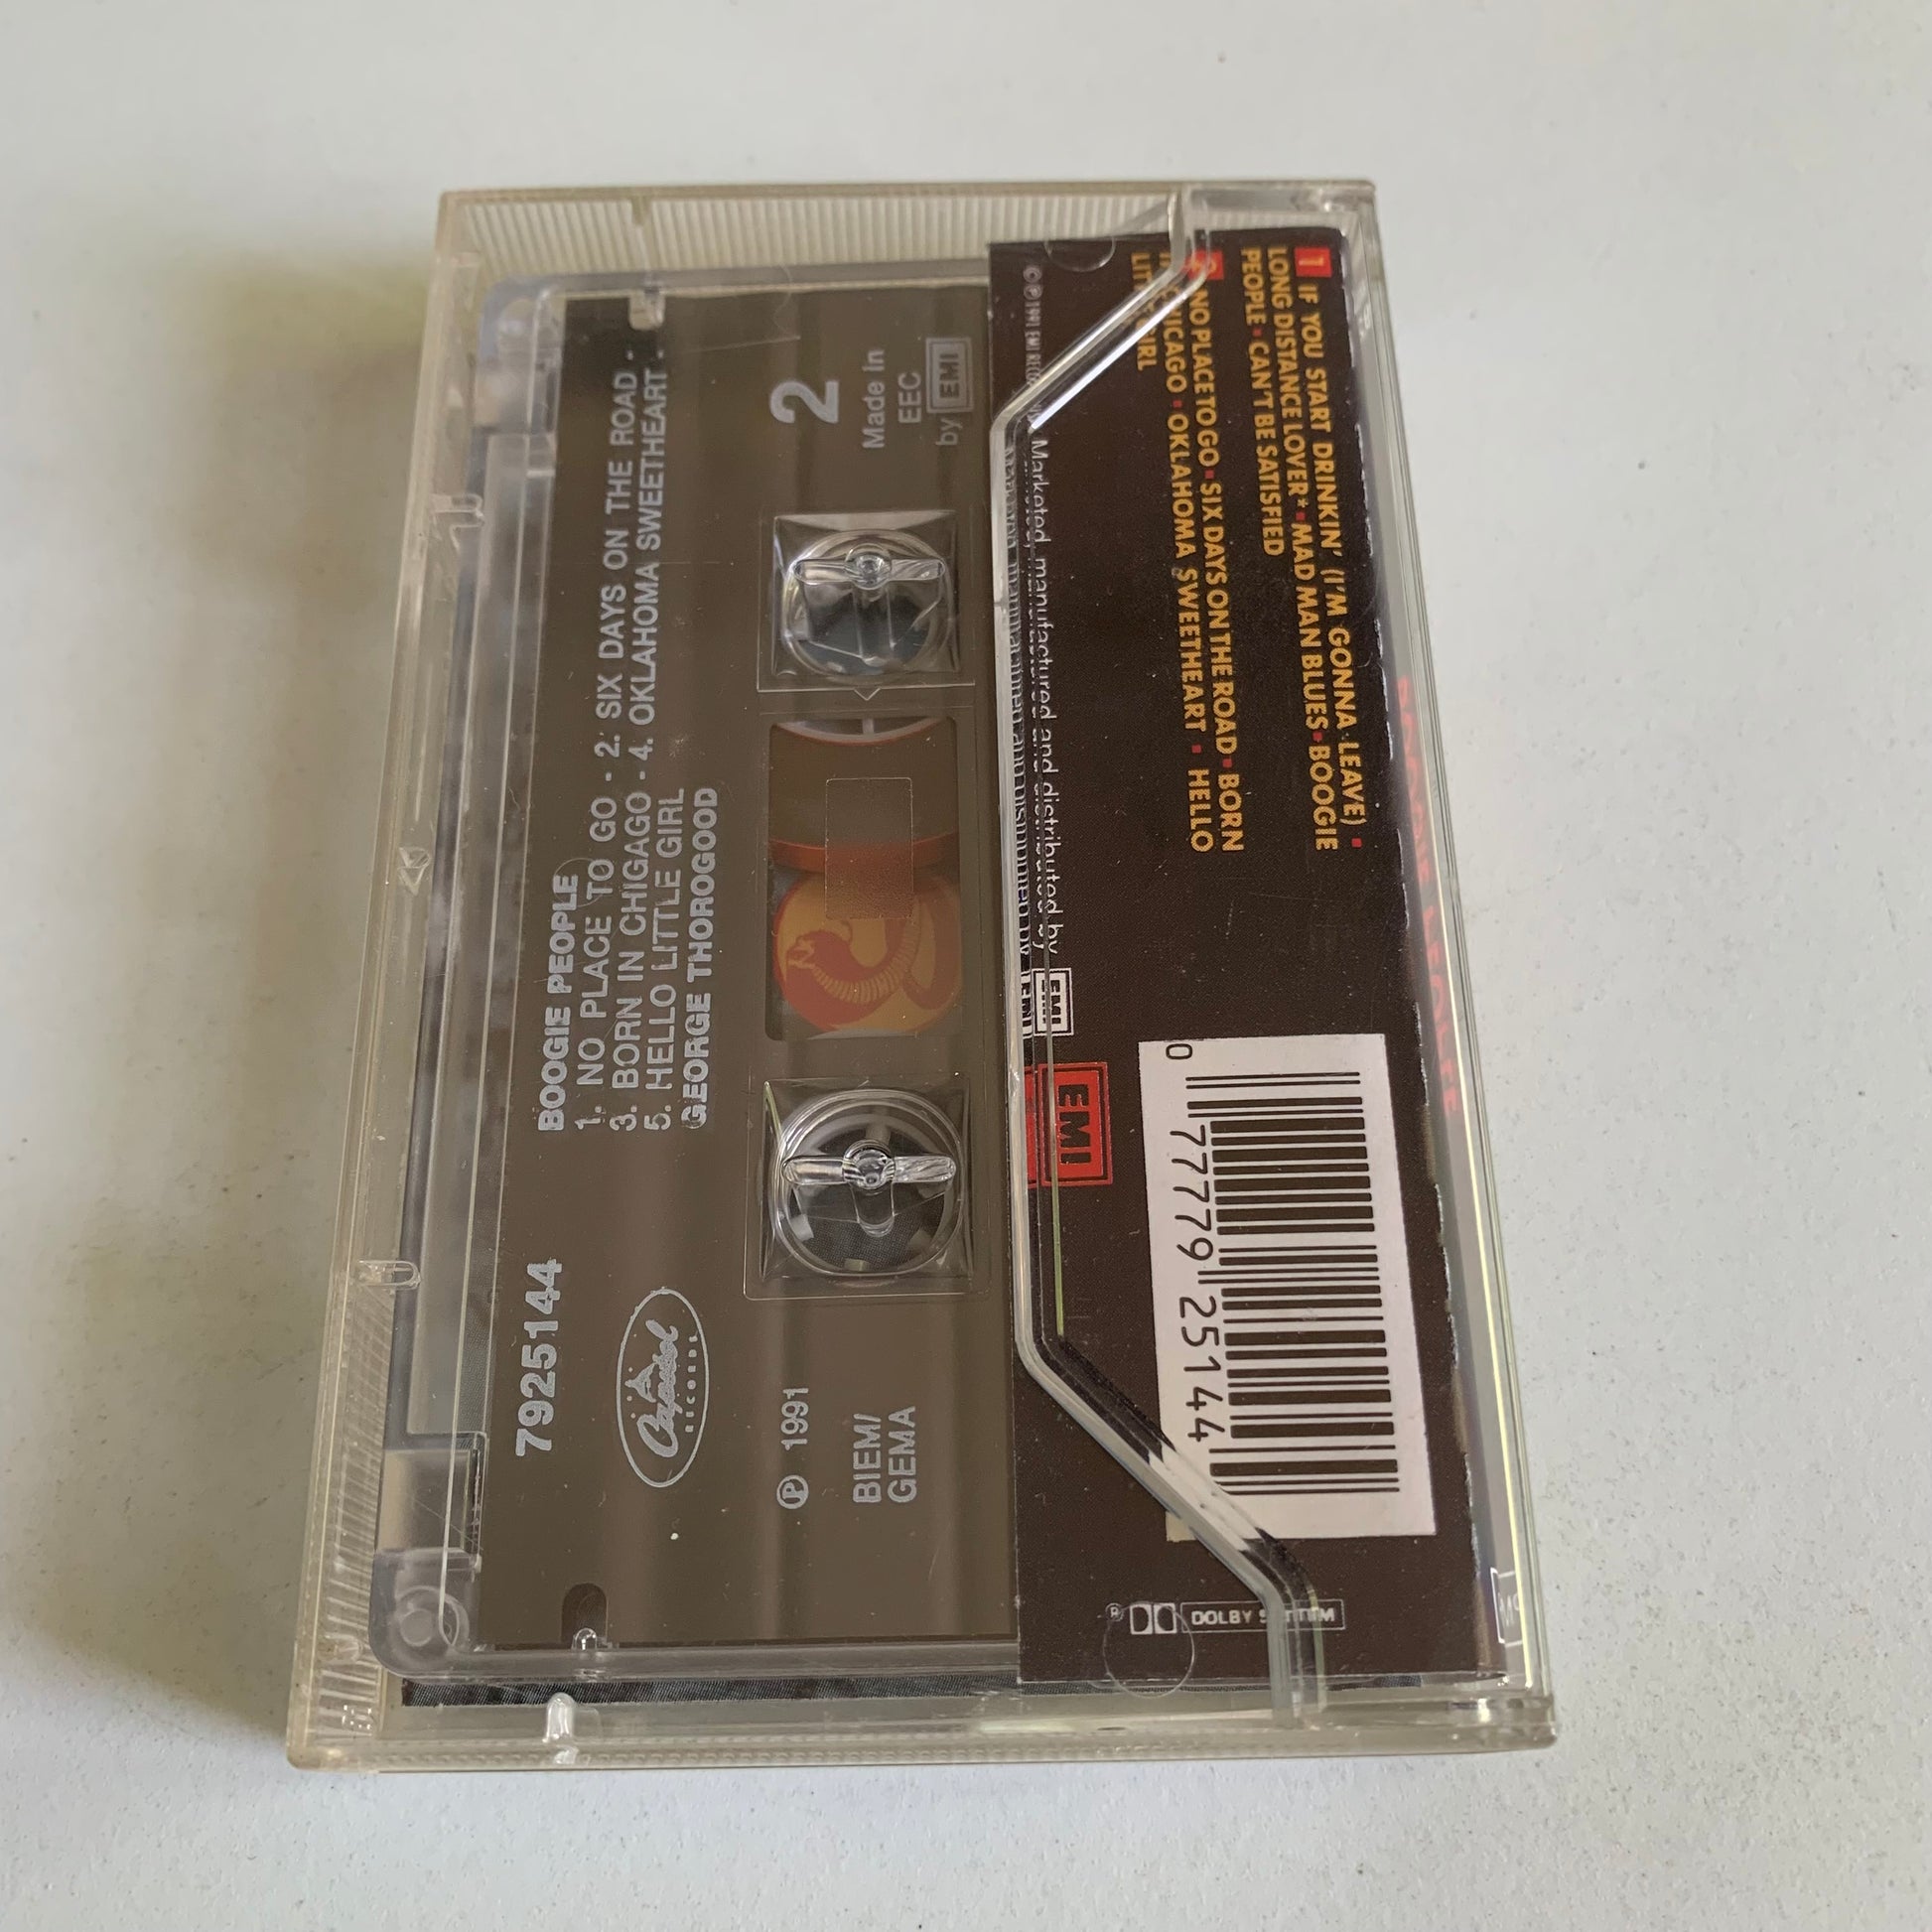 BOOGIE PEOPLE
1. NO PLACE TO GO - 2. SIX DAYS ON THE ROAD -
3. BORN IN CHIGAGO - 4. OKLAHOMA SWEETHEART -
5. HELLO LITTLE GIRL
GEORGE THOROGOOD
7925144
Capitol
RECORDS
2
Made in
EEC
by EMI
℗ 1991
BIEM/
GEMA
1 IF YOU START DRINKIN' (I'M GONNA LEAVE) •
LONG DISTANCE LOVER* • MAD MAN BLUES • BOOGIE
PEOPLE • CAN'T BE SATISFIED
2 NO PLACE TO GO • SIX DAYS ON THE ROAD • BORN
IN CHICAGO • OKLAHOMA SWEETHEART • HELLO
LITTLE GIRL
Marketed, manufactured and distributed by EMI
EMI
0 77779 25144
DOLBY SYSTEM
®
BOOGIE PEOPLE